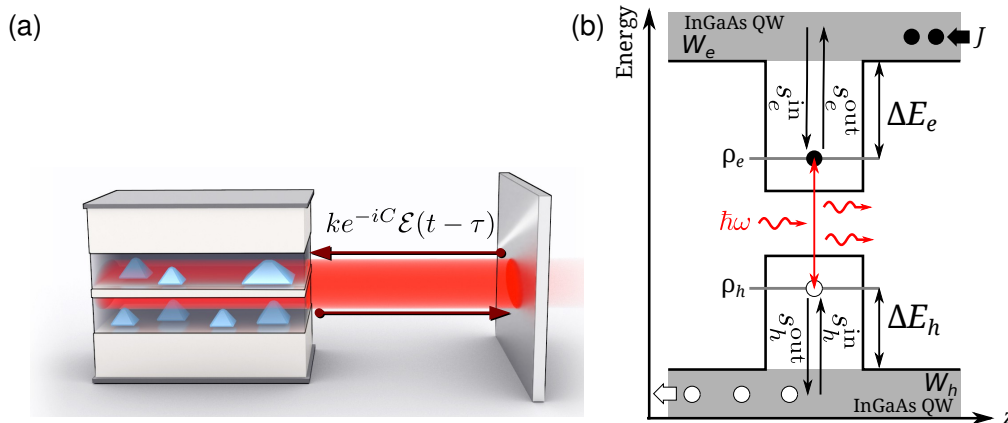 (a)
ke^{-iC} ℰ(t − τ)
(b)
Energy
InGaAs QW
W_e
J
s_e^{in}
s_e^{out}
ΔE_e
ρ_e
ħω
ρ_h
s_h^{out}
s_h^{in}
ΔE_h
W_h
InGaAs QW
z